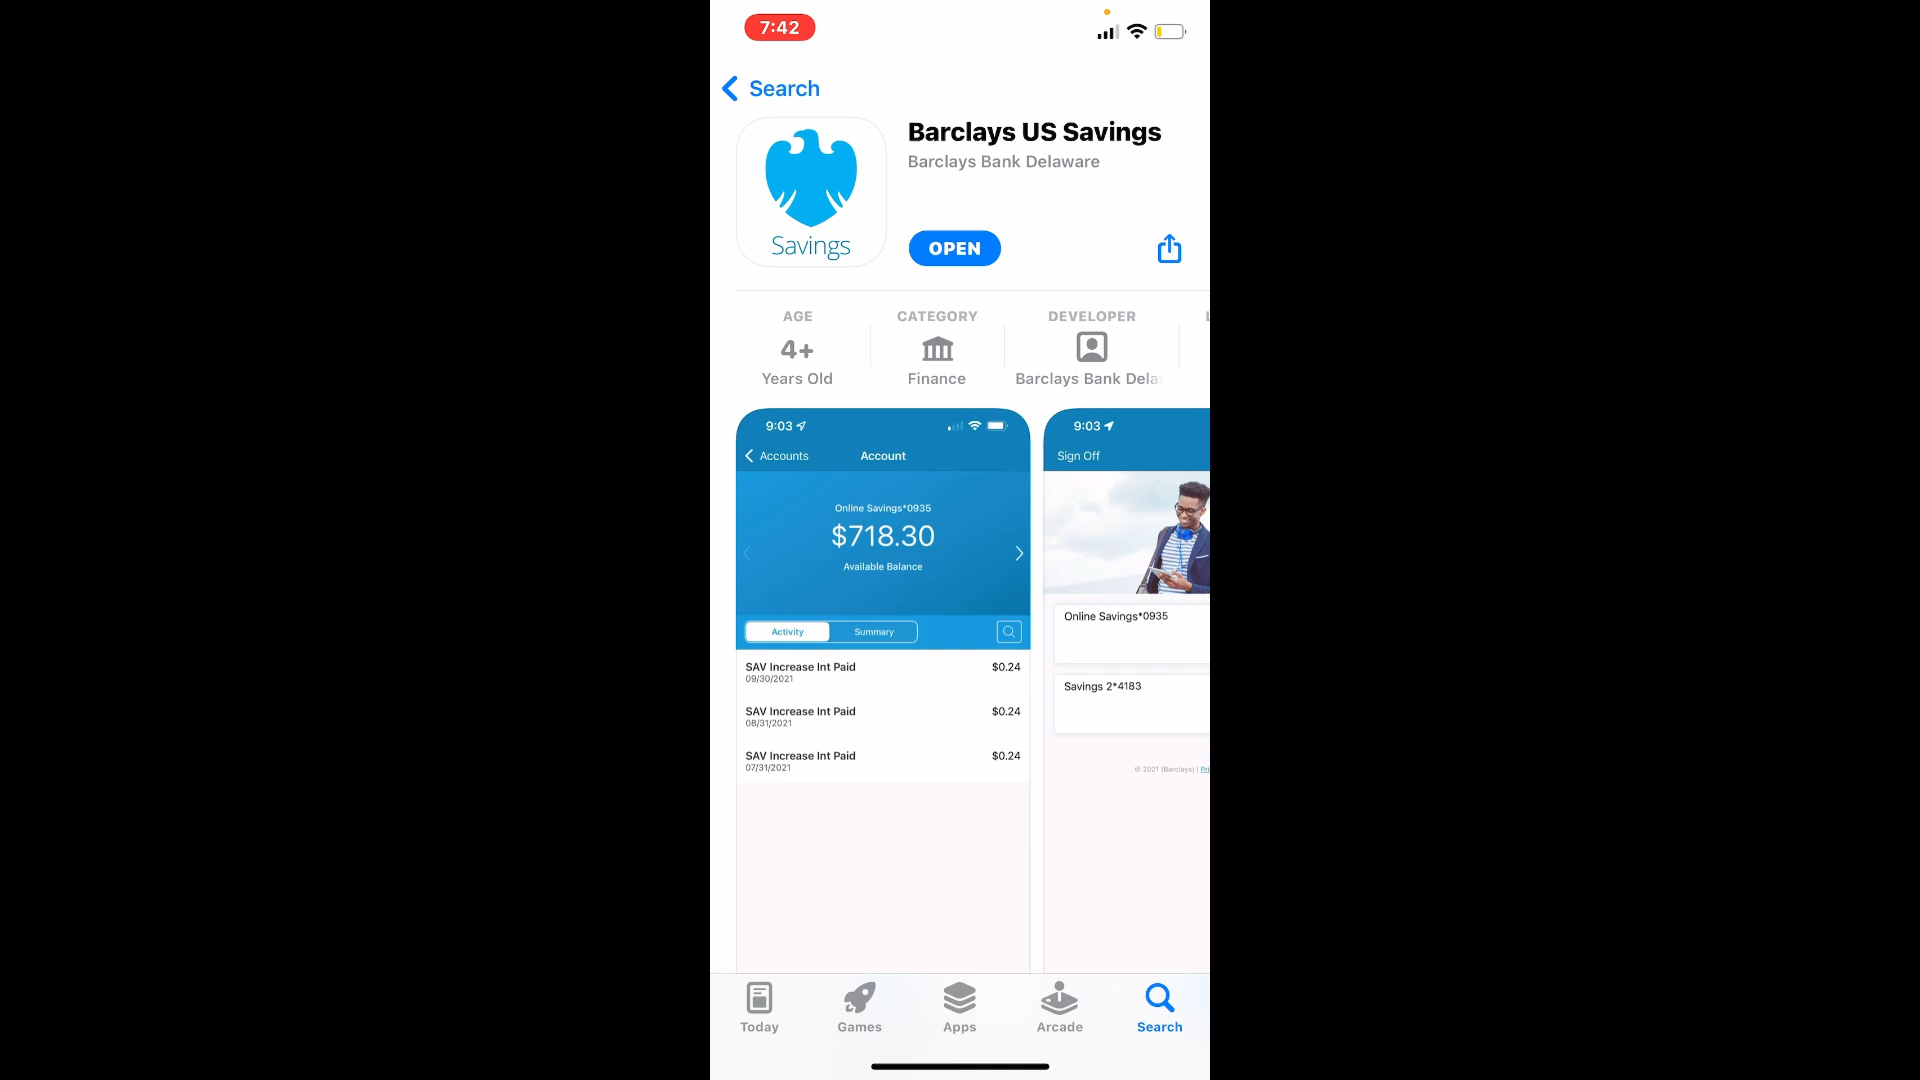 7:42
Search
Savings
Barclays US Savings
Barclays Bank Delaware
OPEN
AGE
4+
Years Old
CATEGORY
Finance
DEVELOPER
Barclays Bank Dela
9:03
Accounts
Account
Online Savings*0935
$718.30
Available Balance
Activity
Summary
SAV Increase Int Paid $0.24
09/30/2021
SAV Increase Int Paid $0.24
08/31/2021
SAV Increase Int Paid $0.24
07/31/2021
9:03
Sign Off
Online Savings*0935
Savings 2*4183
© 2021 (Barclays) | Pri
Today
Games
Apps
Arcade
Search